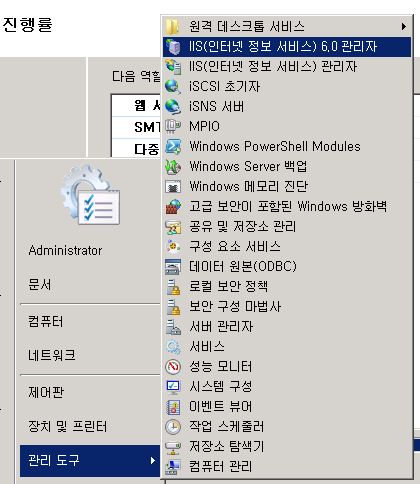 진행률
다음 역할
웹 서
SMT
다중
원격 데스크톱 서비스
IIS(인터넷 정보 서비스) 6.0 관리자
IIS(인터넷 정보 서비스) 관리자
iSCSI 초기자
iSNS 서버
MPIO
Windows PowerShell Modules
Windows Server 백업
Windows 메모리 진단
고급 보안이 포함된 Windows 방화벽
공유 및 저장소 관리
구성 요소 서비스
데이터 원본(ODBC)
로컬 보안 정책
보안 구성 마법사
서버 관리자
서비스
성능 모니터
시스템 구성
이벤트 뷰어
작업 스케줄러
저장소 탐색기
컴퓨터 관리
Administrator
문서
컴퓨터
네트워크
제어판
장치 및 프린터
관리 도구